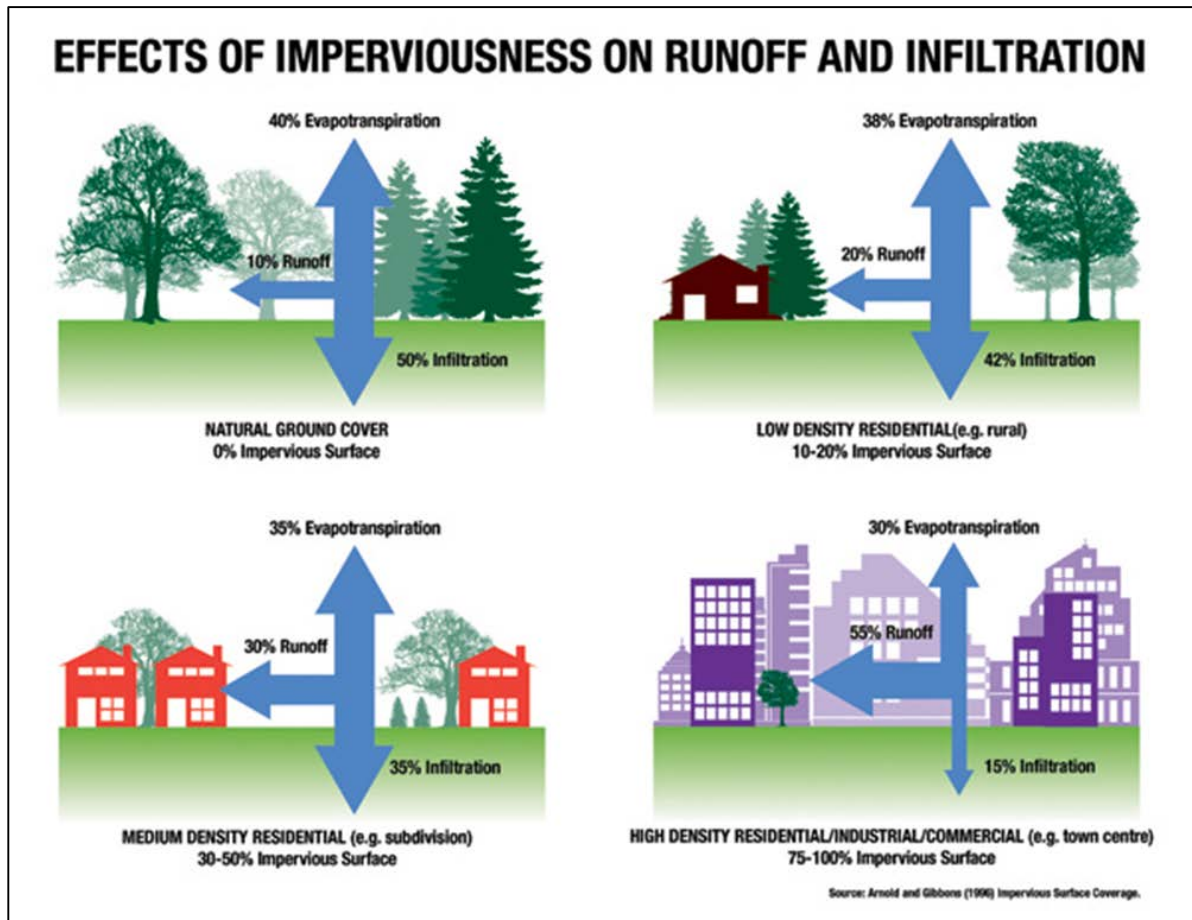 EFFECTS OF IMPERVIOUSNESS ON RUNOFF AND INFILTRATION
40% Evapotranspiration
10% Runoff
50% Infiltration
NATURAL GROUND COVER
0% Impervious Surface
38% Evapotranspiration
20% Runoff
42% Infiltration
LOW DENSITY RESIDENTIAL(e.g. rural)
10-20% Impervious Surface
35% Evapotranspiration
30% Runoff
35% Infiltration
MEDIUM DENSITY RESIDENTIAL (e.g. subdivision)
30-50% Impervious Surface
30% Evapotranspiration
55% Runoff
15% Infiltration
HIGH DENSITY RESIDENTIAL/INDUSTRIAL/COMMERCIAL (e.g. town centre)
75-100% Impervious Surface
Source: Arnold and Gibbons (1996) Impervious Surface Coverage.